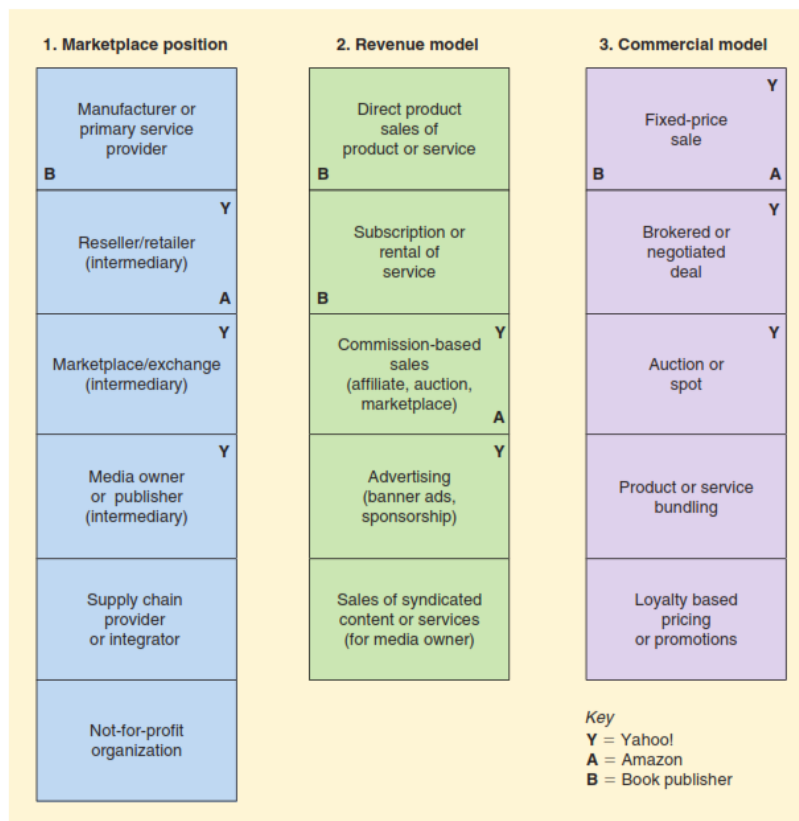 1. Marketplace position
Manufacturer or
primary service
provider
B
Y
Reseller/retailer
(intermediary)
A
Y
Marketplace/exchange
(intermediary)
Y
Media owner
or publisher
(intermediary)
Supply chain
provider
or integrator
Not-for-profit
organization
2. Revenue model
Direct product
sales of
product or service
B
Subscription or
rental of
service
B
Y
Commission-based
sales
(affiliate, auction,
marketplace)
A
Y
Advertising
(banner ads,
sponsorship)
Sales of syndicated
content or services
(for media owner)
3. Commercial model
Y
Fixed-price
sale
B A
Y
Brokered or
negotiated
deal
Y
Auction or
spot
Product or service
bundling
Loyalty based
pricing
or promotions
Key
Y = Yahoo!
A = Amazon
B = Book publisher